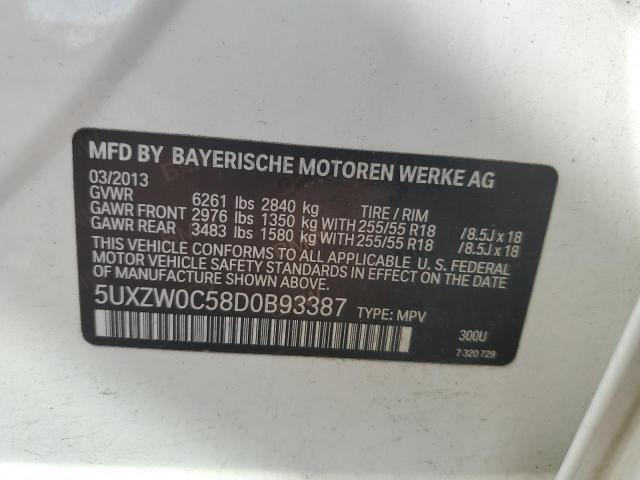 MFD BY BAYERISCHE MOTOREN WERKE AG
03/2013
GVWR 6261 lbs 2840 kg TIRE / RIM
GAWR FRONT 2976 lbs 1350 kg WITH 255/55 R18 /8.5J x 18
GAWR REAR 3483 lbs 1580 kg WITH 255/55 R18 /8.5J x 18
THIS VEHICLE CONFORMS TO ALL APPLICABLE U. S. FEDERAL
MOTOR VEHICLE SAFETY STANDARDS IN EFFECT ON THE DATE
OF MANUFACTURE SHOWN ABOVE.
5UXZW0C58D0B93387 TYPE: MPV
300U
7 320 729